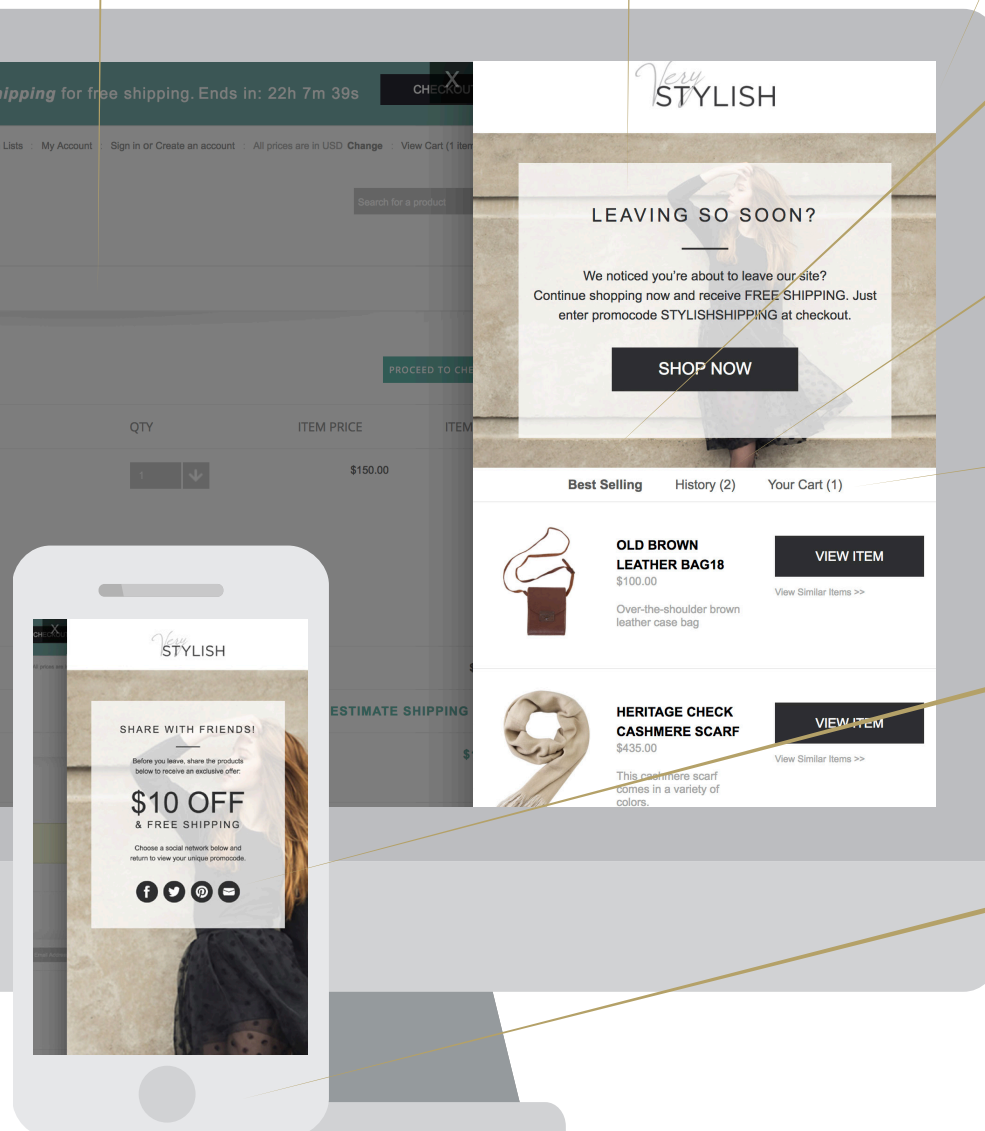 ipping for free shipping. Ends in: 22h 7m 39s
CHECKOUT
X
Lists : My Account : Sign in or Create an account : All prices are in USD Change : View Cart (1 item
Search for a product
PROCEED TO CHE
QTY
ITEM PRICE
ITEM
1
$150.00
ESTIMATE SHIPPING
Very
STYLISH
LEAVING SO SOON?
We noticed you're about to leave our site?
Continue shopping now and receive FREE SHIPPING. Just
enter promocode STYLISHSHIPPING at checkout.
SHOP NOW
Best Selling
History (2)
Your Cart (1)
OLD BROWN
LEATHER BAG18
$100.00
Over-the-shoulder brown
leather case bag
VIEW ITEM
View Similar Items >>
HERITAGE CHECK
CASHMERE SCARF
$435.00
This cashmere scarf
comes in a variety of
colors.
VIEW ITEM
View Similar Items >>
CHECKOUT
X
Very
STYLISH
SHARE WITH FRIENDS!
Before you leave, share the products
below to receive an exclusive offer:
$10 OFF
& FREE SHIPPING
Choose a social network below and
return to view your unique promocode.